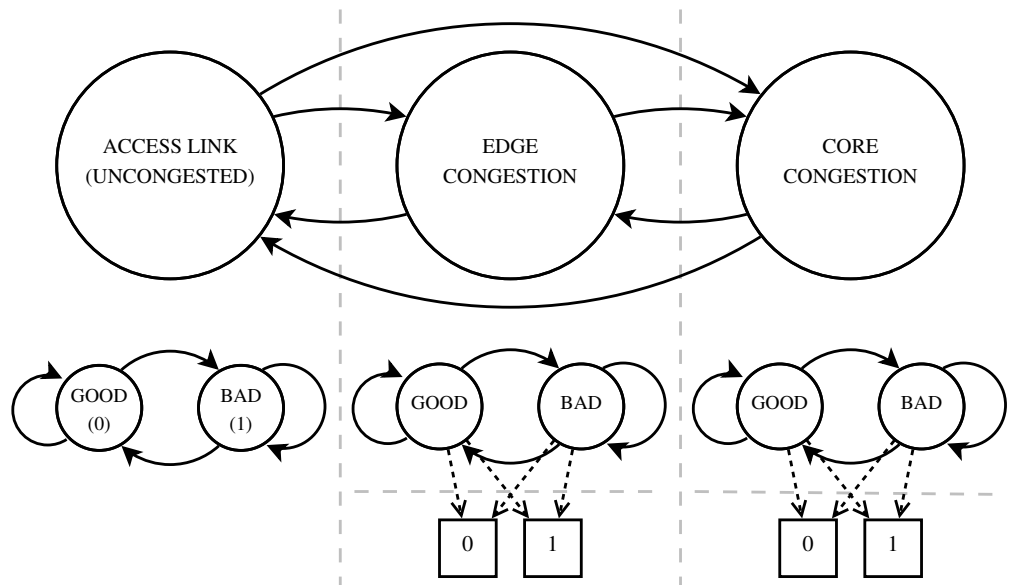 ACCESS LINK
(UNCONGESTED)
EDGE
CONGESTION
CORE
CONGESTION
GOOD
(0)
BAD
(1)
GOOD
BAD
GOOD
BAD
0
1
0
1